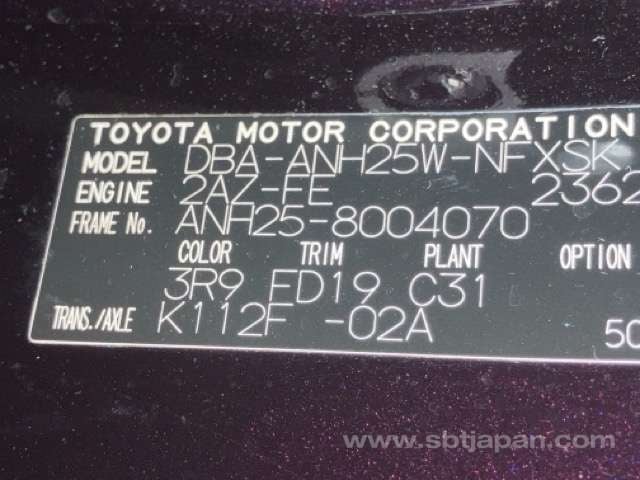 TOYOTA MOTOR CORPORATION
MODEL DBA-ANH25W-NFXSK
ENGINE 2AZ-FE 2362
FRAME No. ANH25-8004070
COLOR TRIM PLANT OPTION
3R9 FD19 C31
TRANS./AXLE K112F -02A 50
www.sbtjapan.com